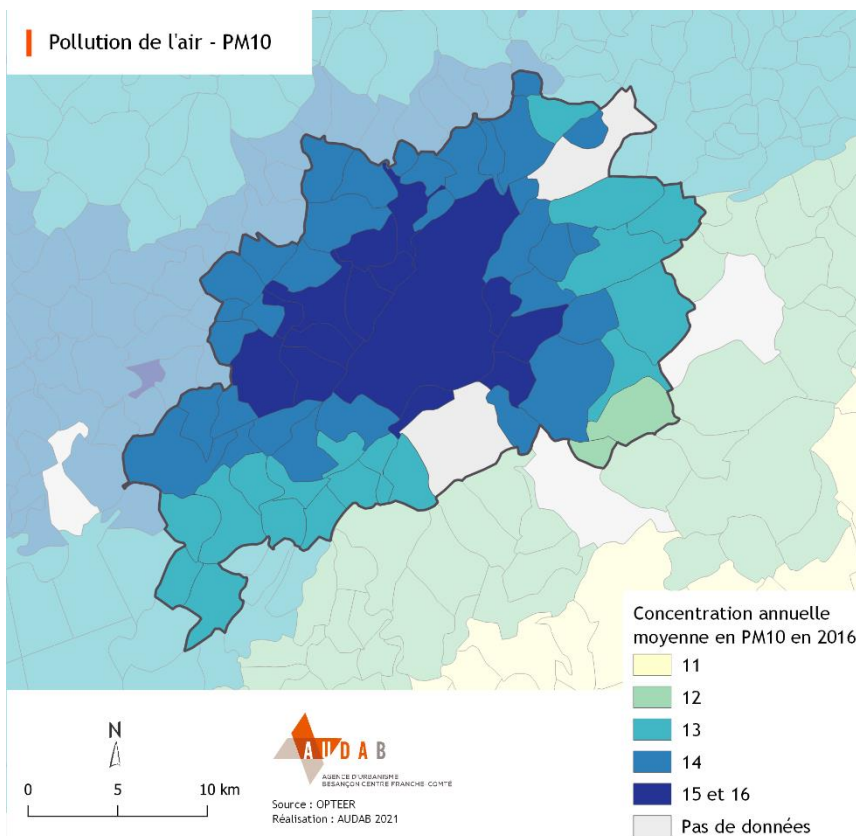 Pollution de l'air - PM10
Concentration annuelle
moyenne en PM10 en 2016
11
12
13
14
15 et 16
Pas de données
N
0 5 10 km
AUDAB
AGENCE D'URBANISME
BESANÇON CENTRE FRANCHE-COMTÉ
Source : OPTEER
Réalisation : AUDAB 2021